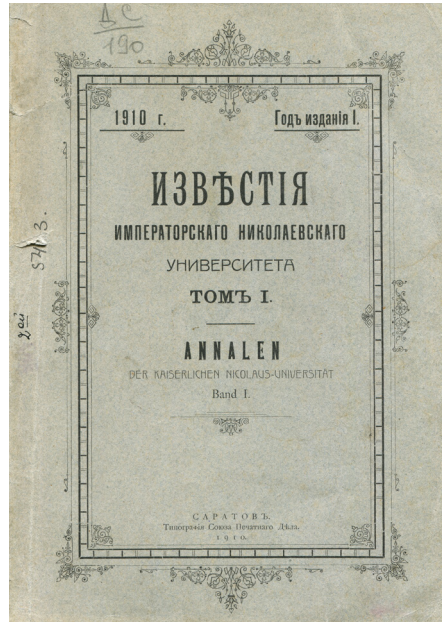 ДС
190
1910 г. Годъ изданія I.
ИЗВѢСТІЯ
ИМПЕРАТОРСКАГО НИКОЛАЕВСКАГО
УНИВЕРСИТЕТА
ТОМЪ I.
ANNALEN
DER KAISERLICHEN NICOLAUS-UNIVERSITÄT
Band I.
САРАТОВЪ.
Типографія Союза Печатнаго Дѣла.
1910.